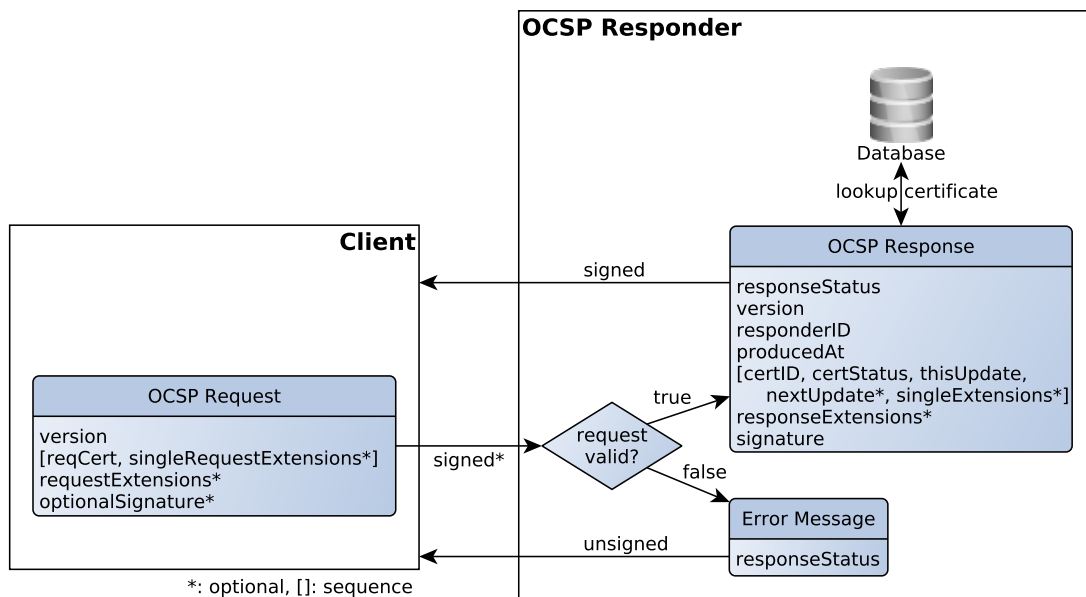 OCSP Responder
Database
lookup certificate
Client
OCSP Response
responseStatus
version
responderID
producedAt
[certID, certStatus, thisUpdate,
nextUpdate*, singleExtensions*]
responseExtensions*
signature
signed
OCSP Request
version
[reqCert, singleRequestExtensions*]
requestExtensions*
optionalSignature*
signed*
request
valid?
true
false
Error Message
responseStatus
unsigned
*: optional, []: sequence